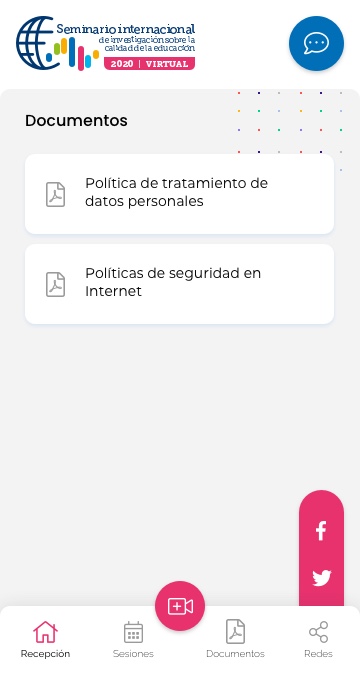 Seminario internacional
de investigación sobre la
calidad de la educación
2020 | VIRTUAL
Documentos
Política de tratamiento de
datos personales
Políticas de seguridad en
Internet
Recepción
Sesiones
Documentos
Redes